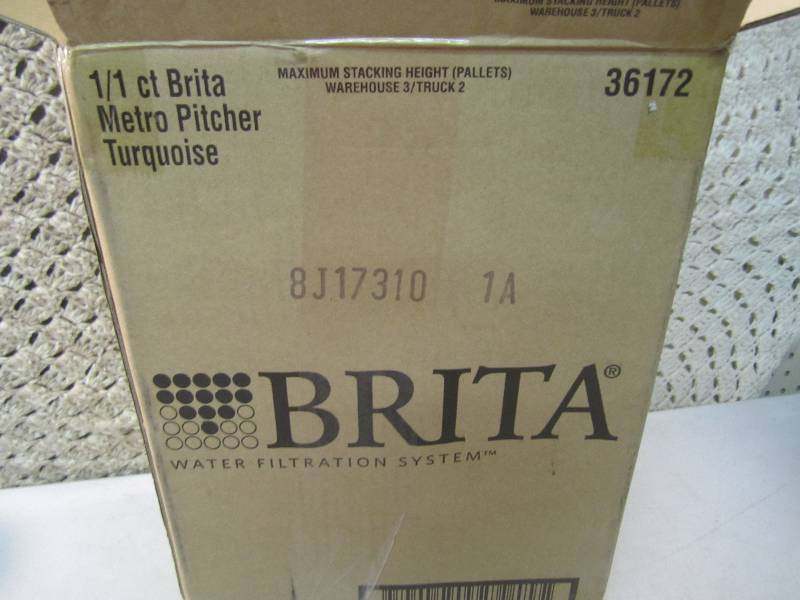 MAXIMUM STACKING HEIGHT (PALLETS)
WAREHOUSE 3/TRUCK 2
1/1 ct Brita
Metro Pitcher
Turquoise
MAXIMUM STACKING HEIGHT (PALLETS)
WAREHOUSE 3/TRUCK 2
36172
8J17310 1A
BRITA®
WATER FILTRATION SYSTEM™